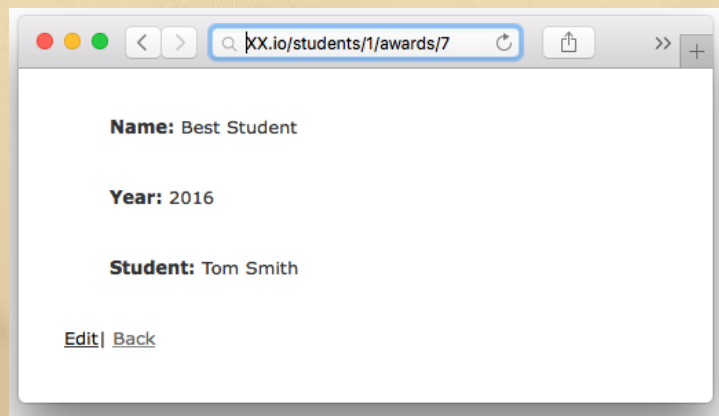 XX.io/students/1/awards/7
Name: Best Student
Year: 2016
Student: Tom Smith
Edit| Back